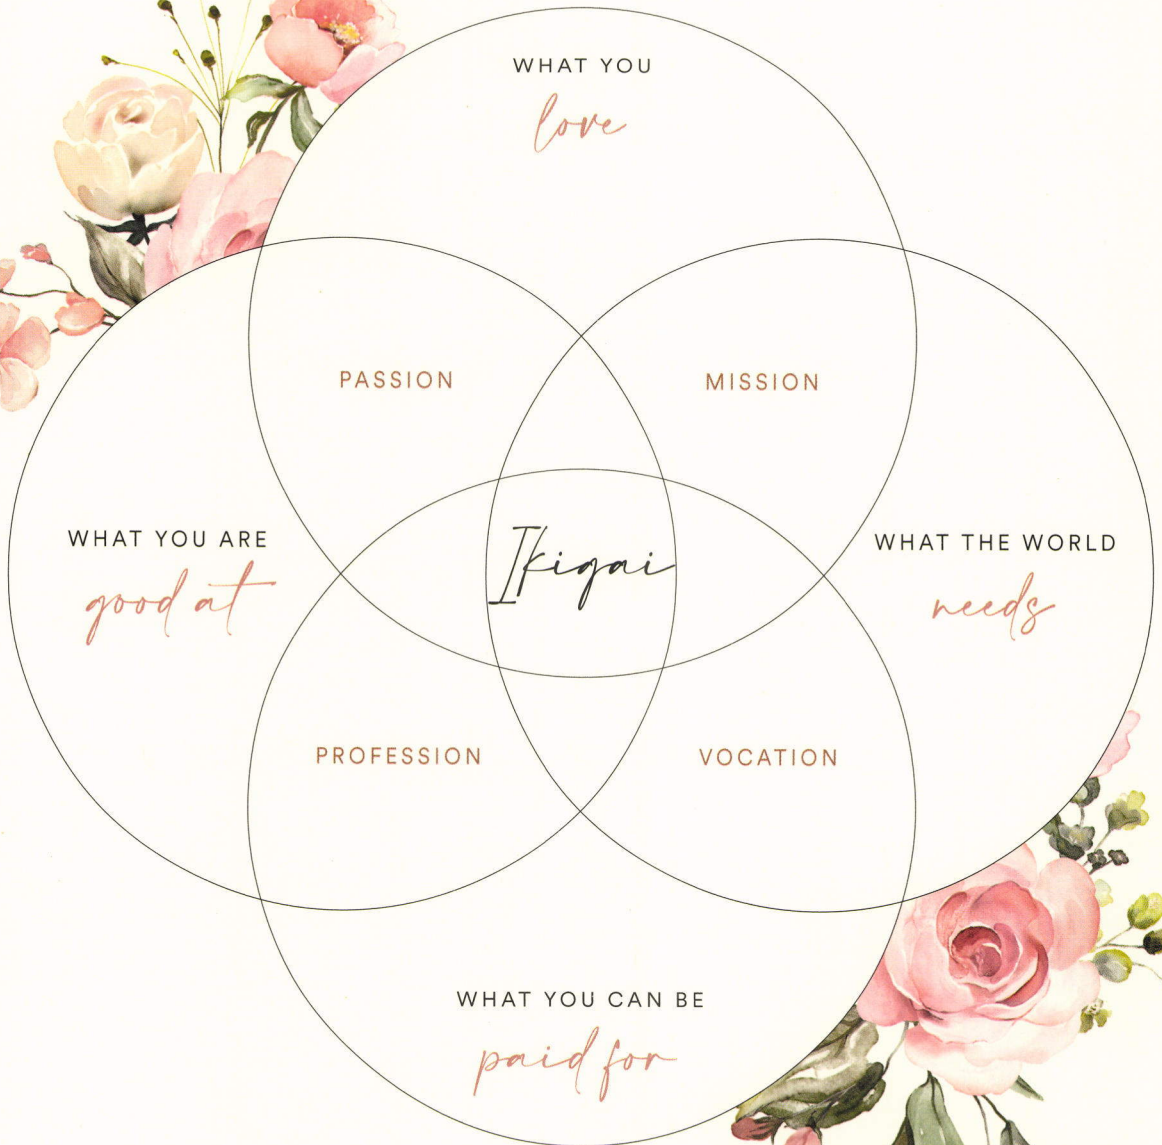 WHAT YOU
love
PASSION
MISSION
WHAT YOU ARE
good at
Ikigai
WHAT THE WORLD
needs
PROFESSION
VOCATION
WHAT YOU CAN BE
paid for